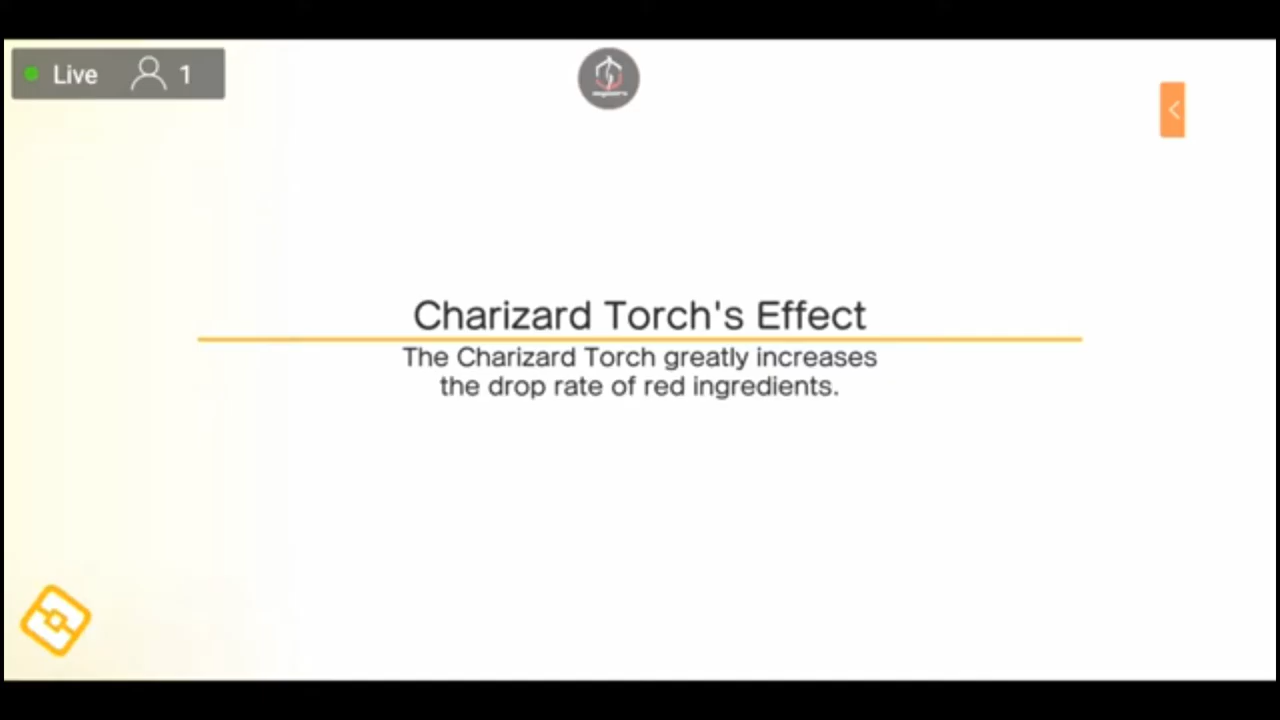 Live 1
Charizard Torch's Effect
The Charizard Torch greatly increases
the drop rate of red ingredients.